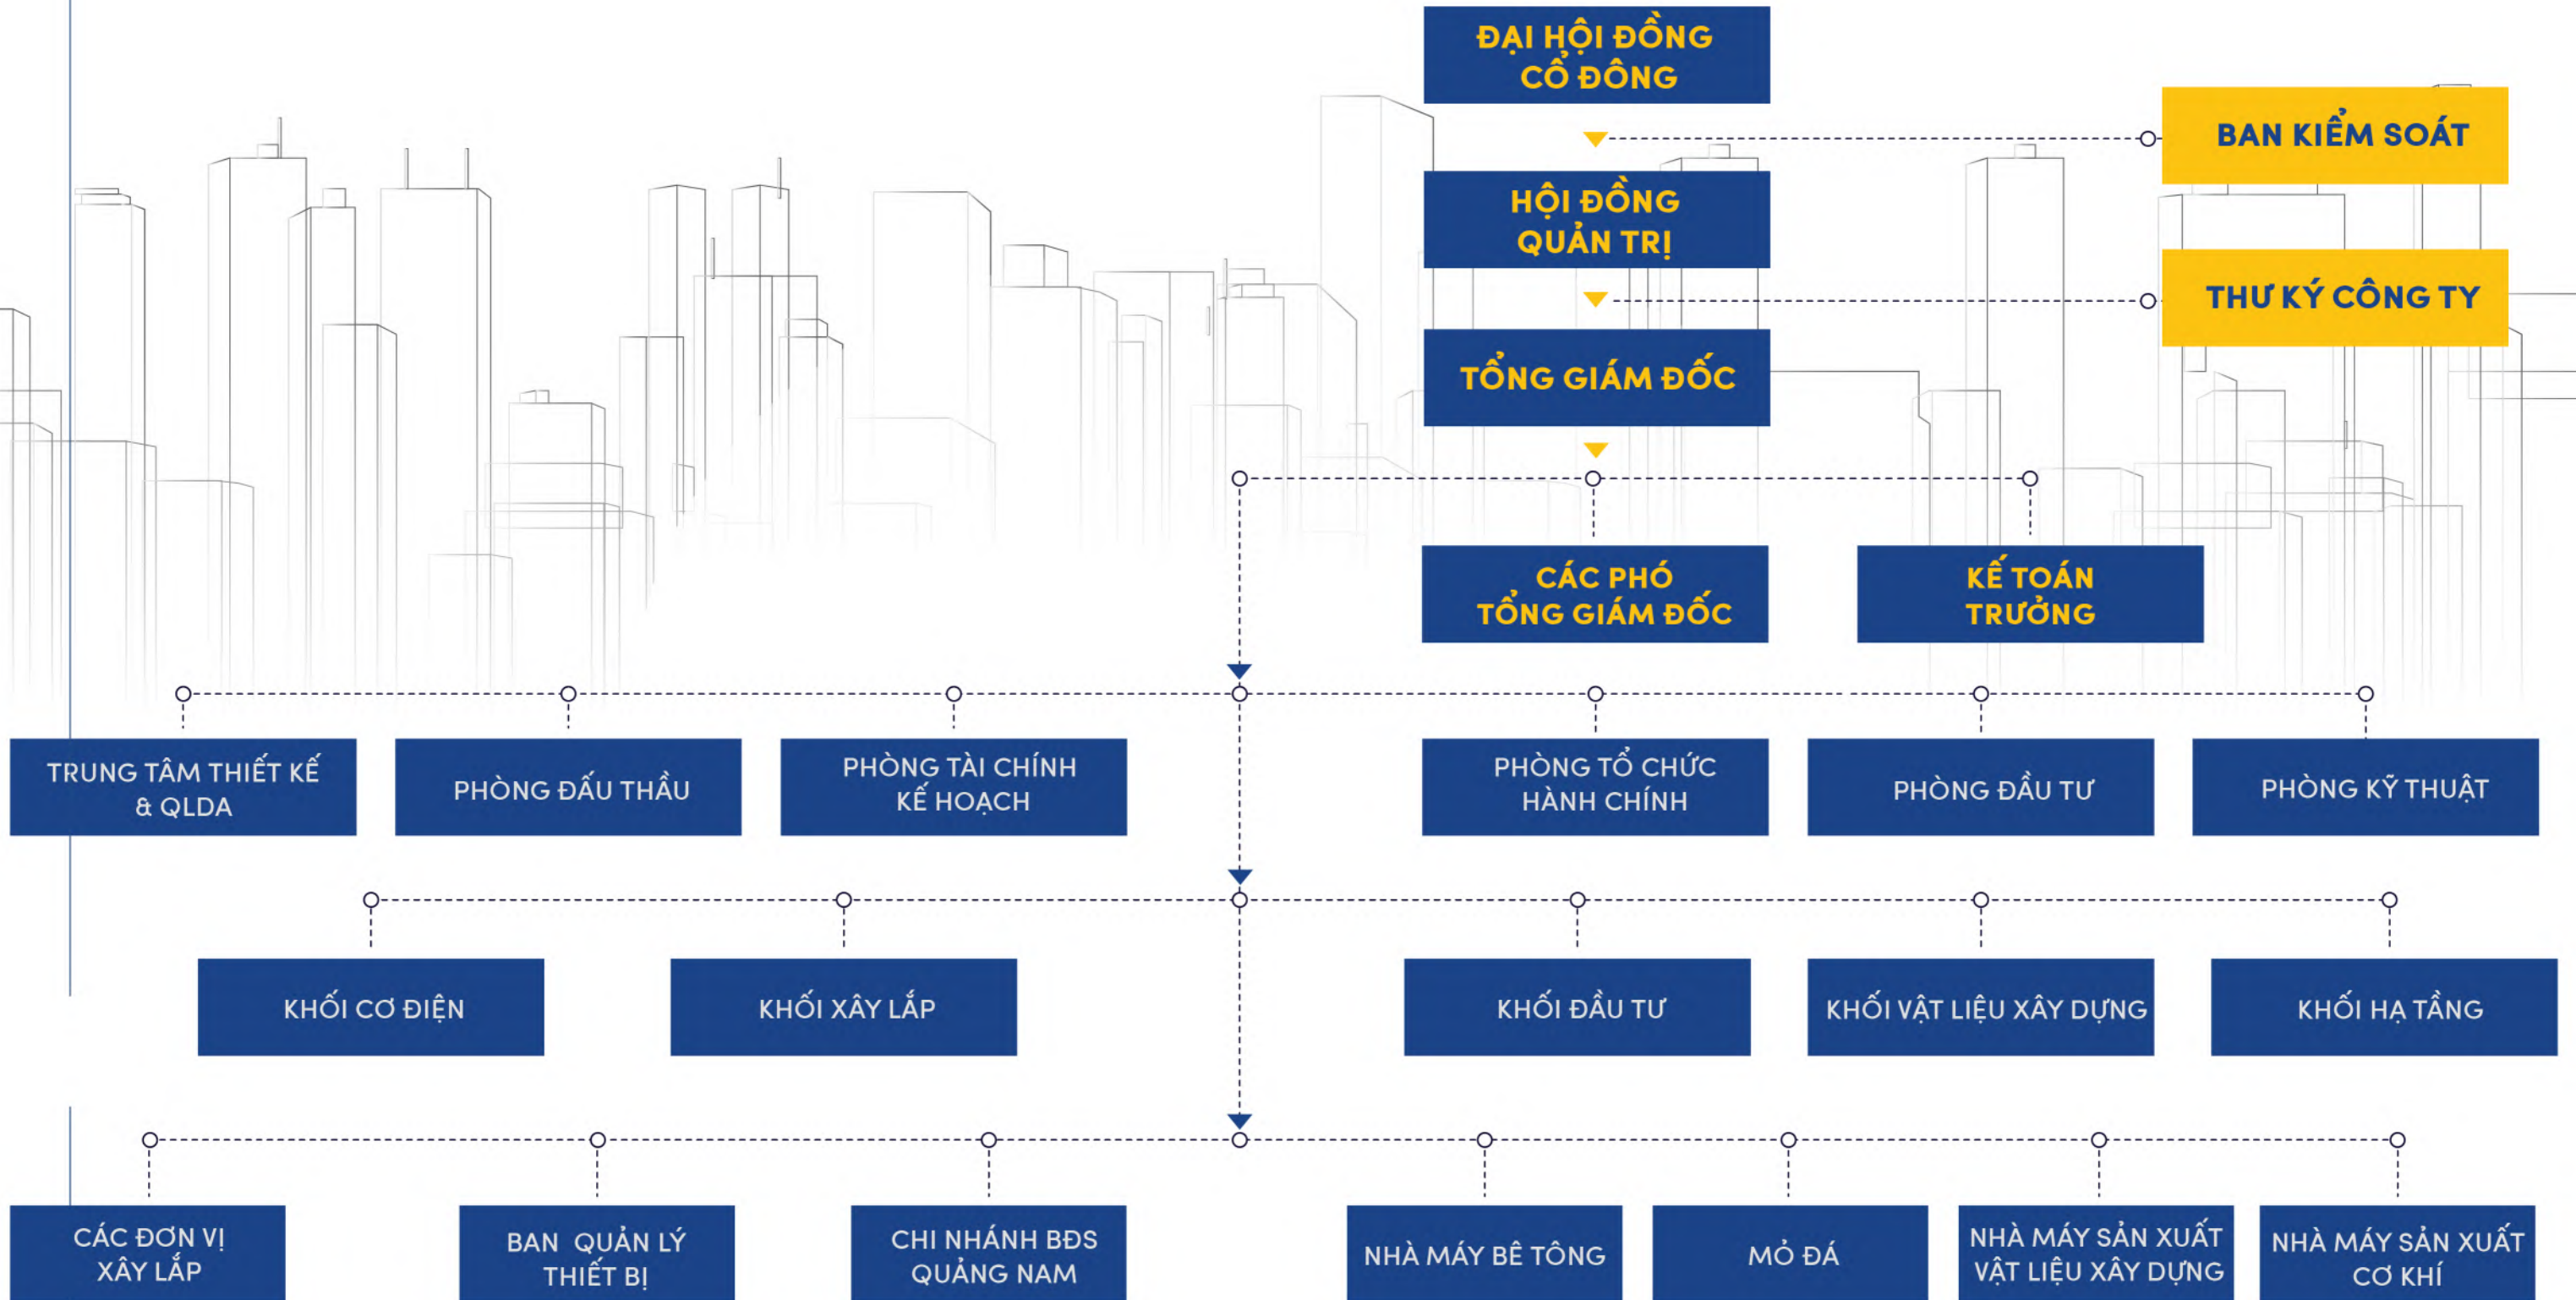 ĐẠI HỘI ĐỒNG
CỔ ĐÔNG
BAN KIỂM SOÁT
HỘI ĐỒNG
QUẢN TRỊ
THƯ KÝ CÔNG TY
TỔNG GIÁM ĐỐC
CÁC PHÓ
TỔNG GIÁM ĐỐC
KẾ TOÁN
TRƯỞNG
TRUNG TÂM THIẾT KẾ
& QLDA
PHÒNG ĐẤU THẦU
PHÒNG TÀI CHÍNH
KẾ HOẠCH
PHÒNG TỔ CHỨC
HÀNH CHÍNH
PHÒNG ĐẦU TƯ
PHÒNG KỸ THUẬT
KHỐI CƠ ĐIỆN
KHỐI XÂY LẮP
KHỐI ĐẦU TƯ
KHỐI VẬT LIỆU XÂY DỰNG
KHỐI HẠ TẦNG
CÁC ĐƠN VỊ
XÂY LẮP
BAN QUẢN LÝ
THIẾT BỊ
CHI NHÁNH BĐS
QUẢNG NAM
NHÀ MÁY BÊ TÔNG
MỎ ĐÁ
NHÀ MÁY SẢN XUẤT
VẬT LIỆU XÂY DỰNG
NHÀ MÁY SẢN XUẤT
CƠ KHÍ